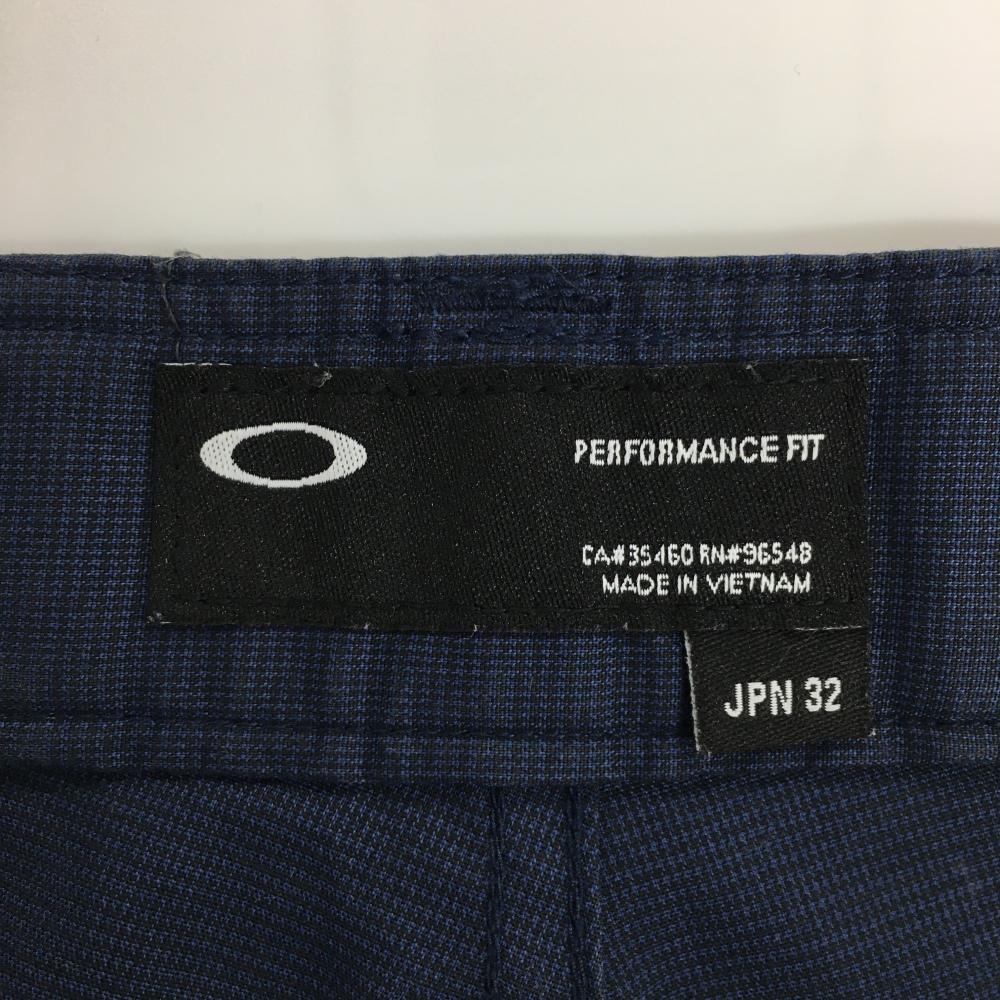 PERFORMANCE FIT
CA#35460 RN#96548
MADE IN VIETNAM
JPN 32